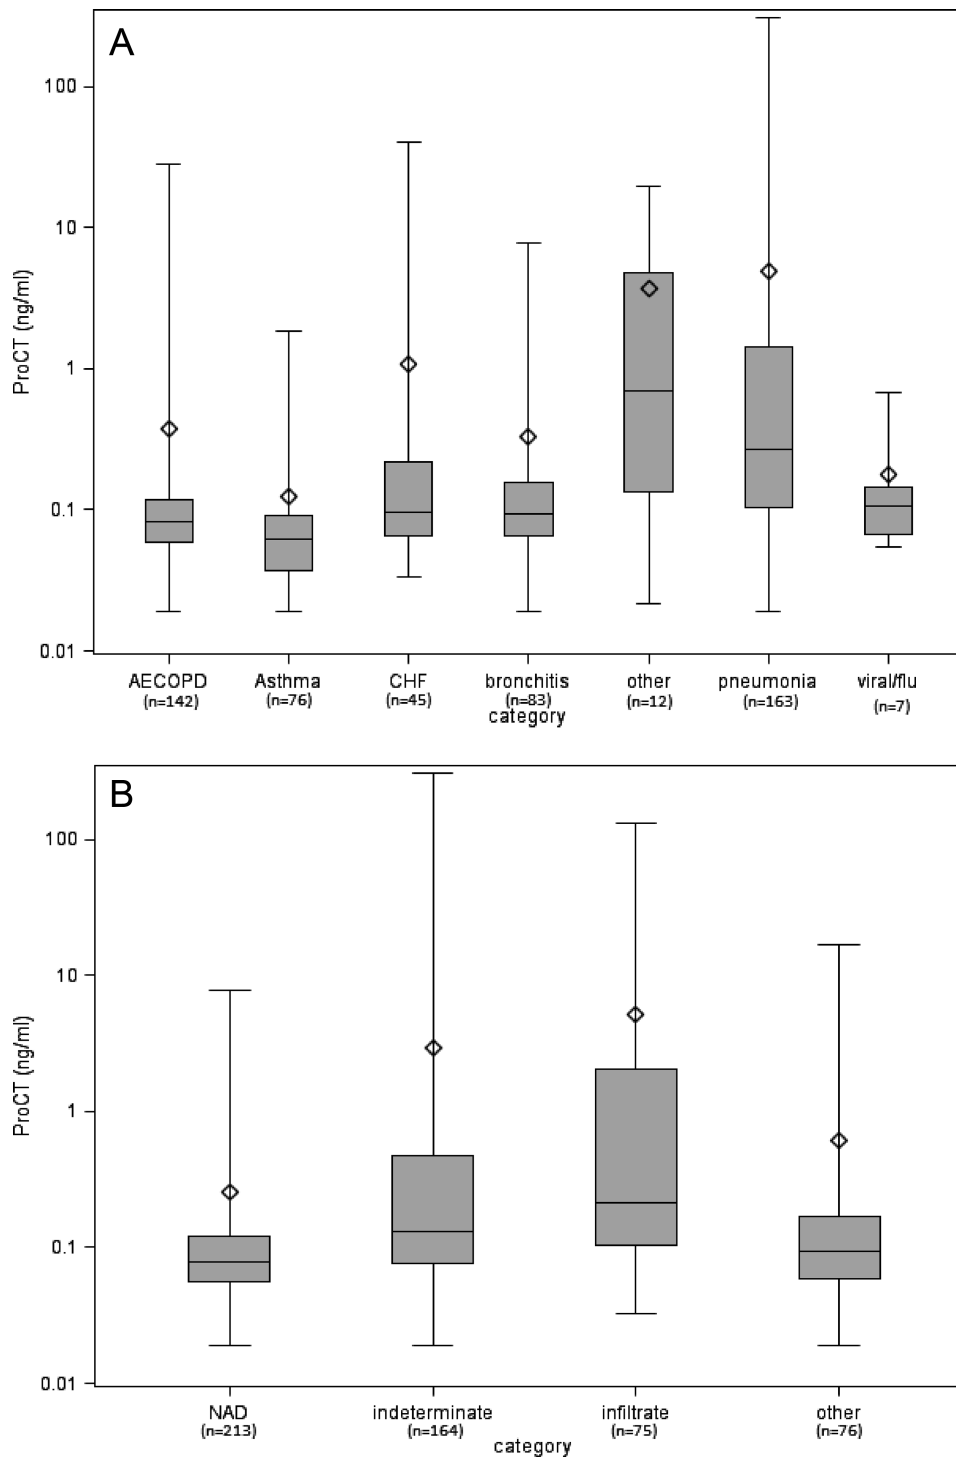 A
100
10
1
0.1
0.01
ProCT (ng/ml)
AECOPD Asthma CHF bronchitis other pneumonia viral/flu
(n=142) (n=76) (n=45) (n=83) (n=12) (n=163) (n=7)
category
B
100
10
1
0.1
0.01
ProCT (ng/ml)
NAD indeterminate infiltrate other
(n=213) (n=164) (n=75) (n=76)
category